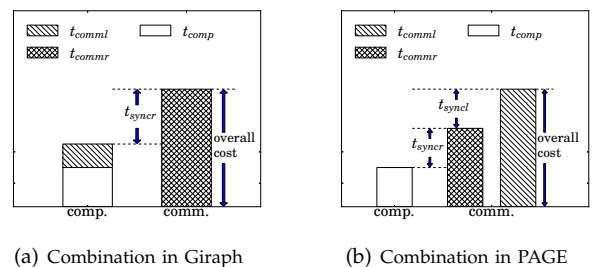 t_comml t_comp
t_commr
t_syncr
overall
cost
comp. comm.
(a) Combination in Giraph
t_comml t_comp
t_commr
t_syncl
t_syncr
overall
cost
comp. comm.
(b) Combination in PAGE